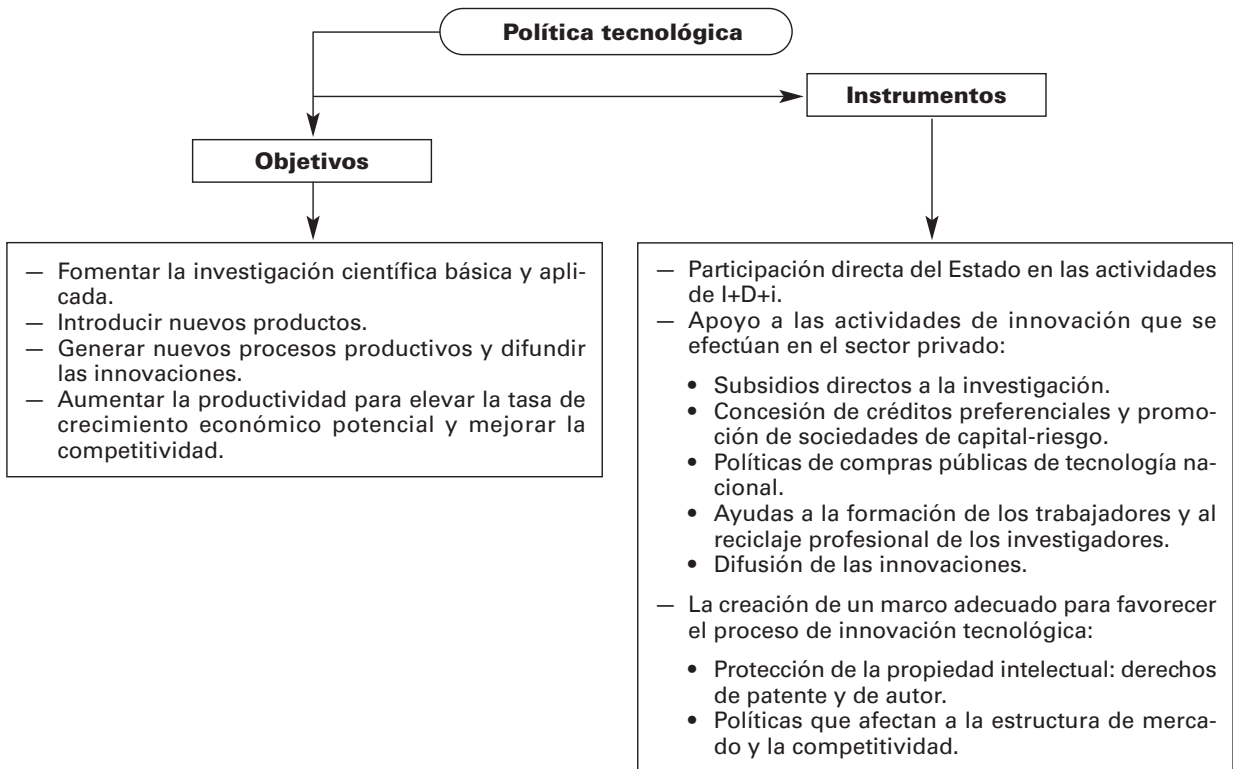 Política tecnológica
Instrumentos
Objetivos
— Fomentar la investigación científica básica y apli-
cada.
— Introducir nuevos productos.
— Generar nuevos procesos productivos y difundir
las innovaciones.
— Aumentar la productividad para elevar la tasa de
crecimiento económico potencial y mejorar la
competitividad.
— Participación directa del Estado en las actividades
de I+D+i.
— Apoyo a las actividades de innovación que se
efectúan en el sector privado:
• Subsidios directos a la investigación.
• Concesión de créditos preferenciales y promo-
ción de sociedades de capital-riesgo.
• Políticas de compras públicas de tecnología na-
cional.
• Ayudas a la formación de los trabajadores y al
reciclaje profesional de los investigadores.
• Difusión de las innovaciones.
— La creación de un marco adecuado para favorecer
el proceso de innovación tecnológica:
• Protección de la propiedad intelectual: derechos
de patente y de autor.
• Políticas que afectan a la estructura de merca-
do y la competitividad.